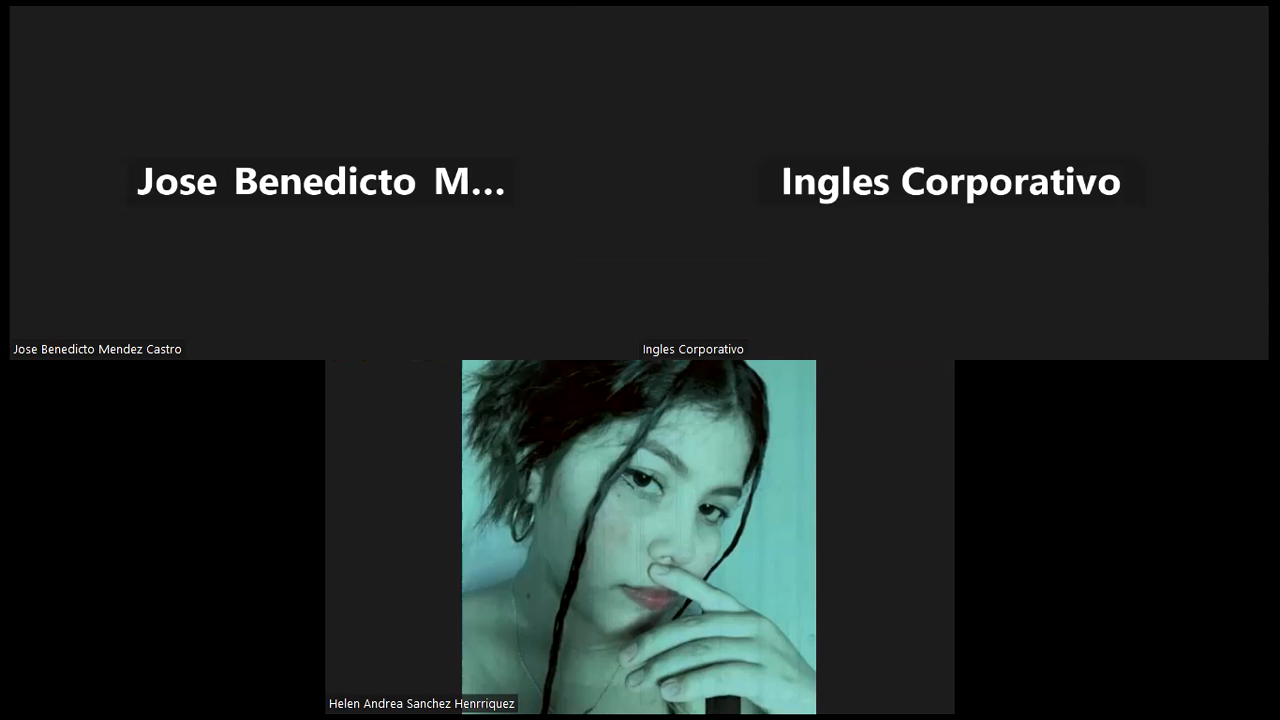 Jose Benedicto M...
Ingles Corporativo
Jose Benedicto Mendez Castro
Ingles Corporativo
Helen Andrea Sanchez Henrriquez